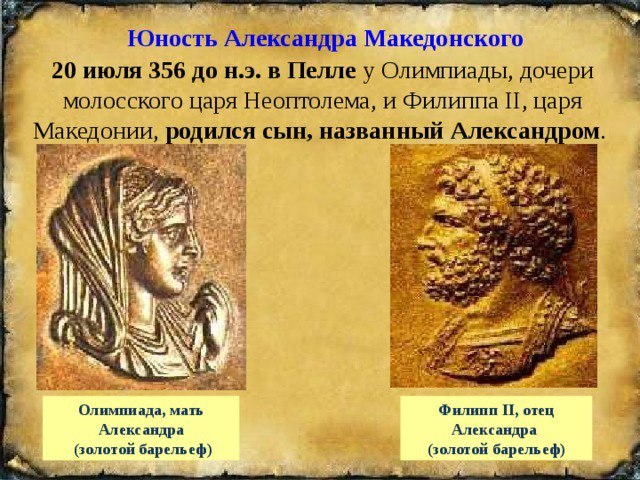 Юность Александра Македонского
20 июля 356 до н.э. в Пелле у Олимпиады, дочери
молосского царя Неоптолема, и Филиппа II, царя
Македонии, родился сын, названный Александром.
Олимпиада, мать
Александра
(золотой барельеф)
Филипп II, отец
Александра
(золотой барельеф)